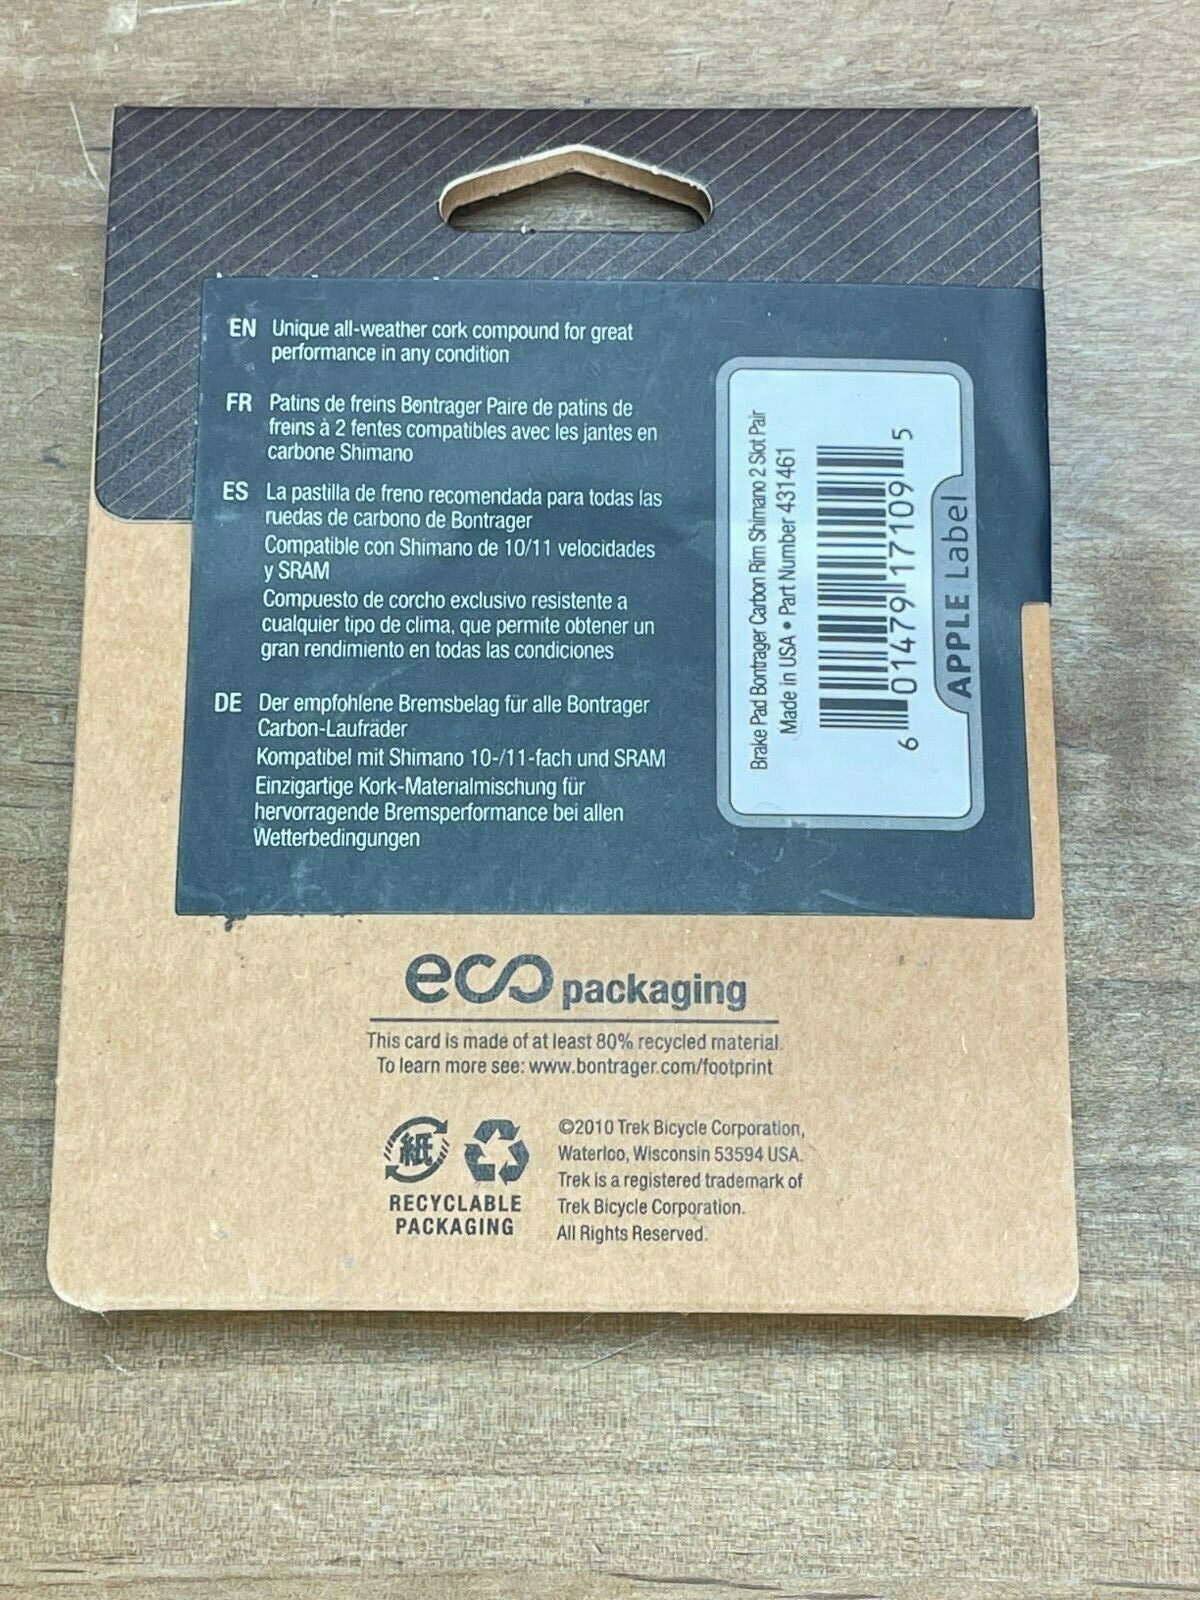 EN Unique all-weather cork compound for great
performance in any condition
FR Patins de freins Bontrager Paire de patins de
freins à 2 fentes compatibles avec les jantes en
carbone Shimano
ES La pastilla de freno recomendada para todas las
ruedas de carbono de Bontrager
Compatible con Shimano de 10/11 velocidades
y SRAM
Compuesto de corcho exclusivo resistente a
cualquier tipo de clima, que permite obtener un
gran rendimiento en todas las condiciones
DE Der empfohlene Bremsbelag für alle Bontrager
Carbon-Laufräder
Kompatibel mit Shimano 10-/11-fach und SRAM
Einzigartige Kork-Materialmischung für
hervorragende Bremsperformance bei allen
Wetterbedingungen
Brake Pad Bontrager Carbon Rim Shimano 2 Slot Pair
Made in USA • Part Number 431461
6 01479 17109 5
APPLE Label
eco packaging
This card is made of at least 80% recycled material.
To learn more see: www.bontrager.com/footprint
紙
RECYCLABLE
PACKAGING
©2010 Trek Bicycle Corporation,
Waterloo, Wisconsin 53594 USA.
Trek is a registered trademark of
Trek Bicycle Corporation.
All Rights Reserved.